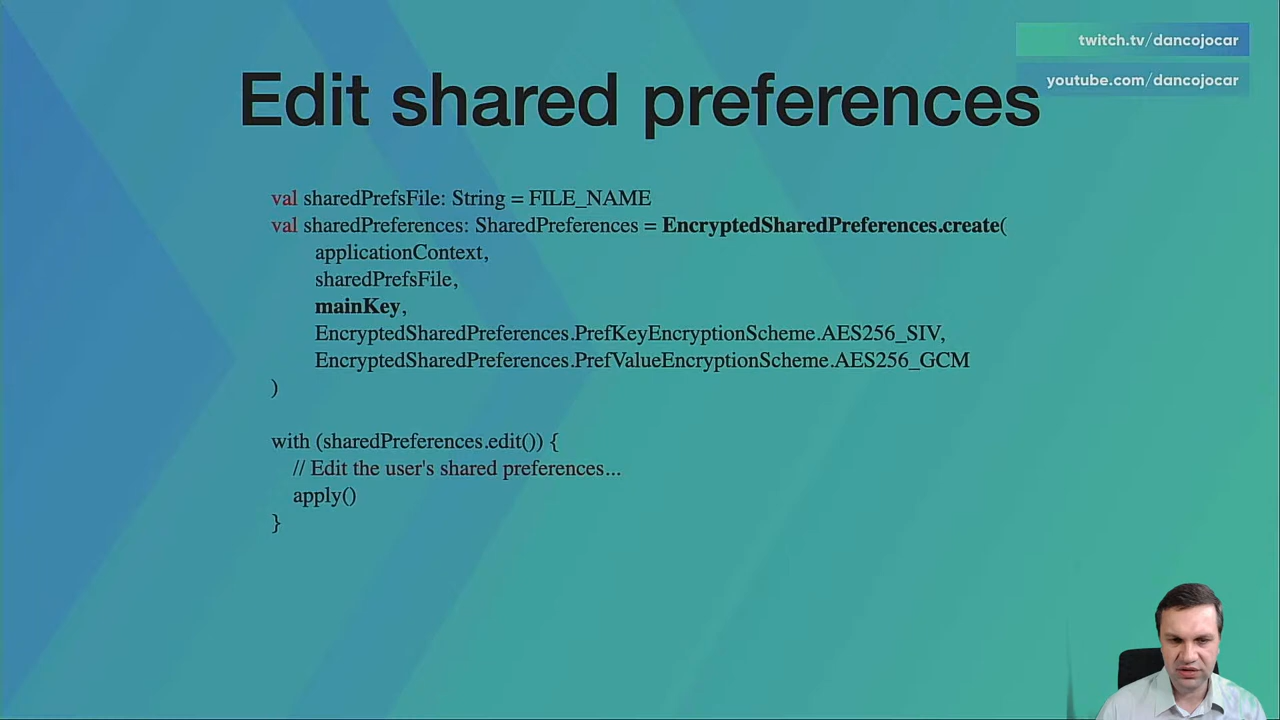 twitch.tv/dancojocar
youtube.com/dancojocar
Edit shared preferences
val sharedPrefsFile: String = FILE_NAME
val sharedPreferences: SharedPreferences = EncryptedSharedPreferences.create(
applicationContext,
sharedPrefsFile,
mainKey,
EncryptedSharedPreferences.PrefKeyEncryptionScheme.AES256_SIV,
EncryptedSharedPreferences.PrefValueEncryptionScheme.AES256_GCM
)
with (sharedPreferences.edit()) {
// Edit the user's shared preferences...
apply()
}